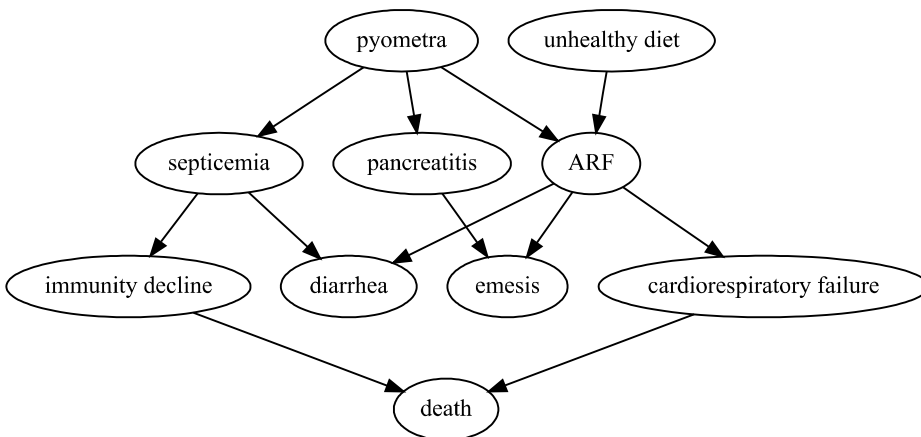 pyometra
unhealthy diet
septicemia
pancreatitis
ARF
immunity decline
diarrhea
emesis
cardiorespiratory failure
death